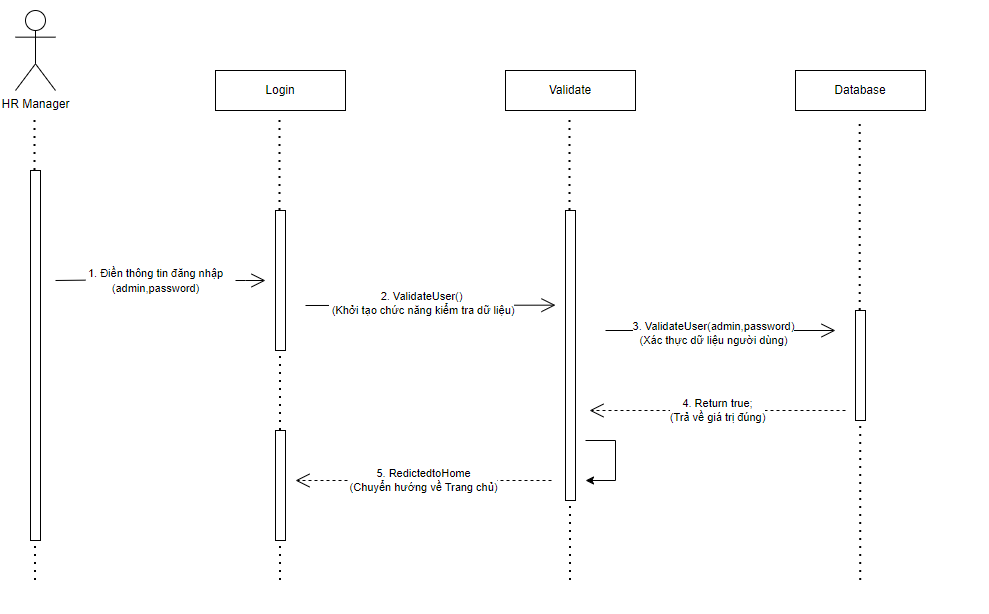 HR Manager
Login
Validate
Database
1. Điền thông tin đăng nhập
(admin,password)
2. ValidateUser()
(Khởi tạo chức năng kiểm tra dữ liệu)
3. ValidateUser(admin,password)
(Xác thực dữ liệu người dùng)
4. Return true;
(Trả về giá trị đúng)
5. RedictedtoHome
(Chuyển hướng về Trang chủ)